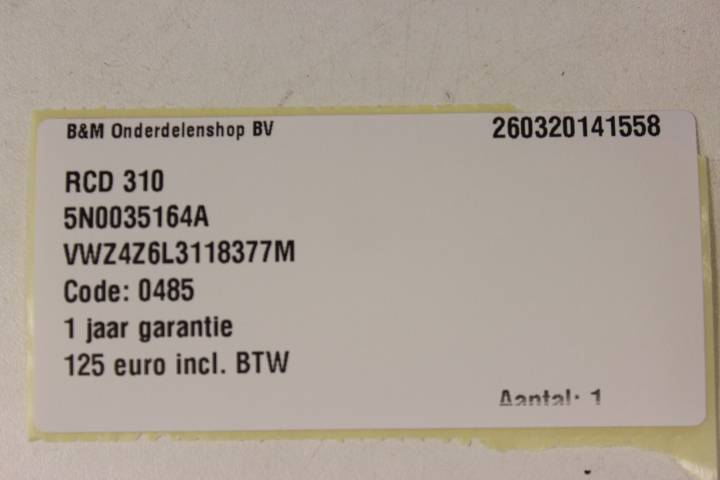 B&M Onderdelenshop BV 260320141558
RCD 310
5N0035164A
VWZ4Z6L3118377M
Code: 0485
1 jaar garantie
125 euro incl. BTW
Aantal: 1